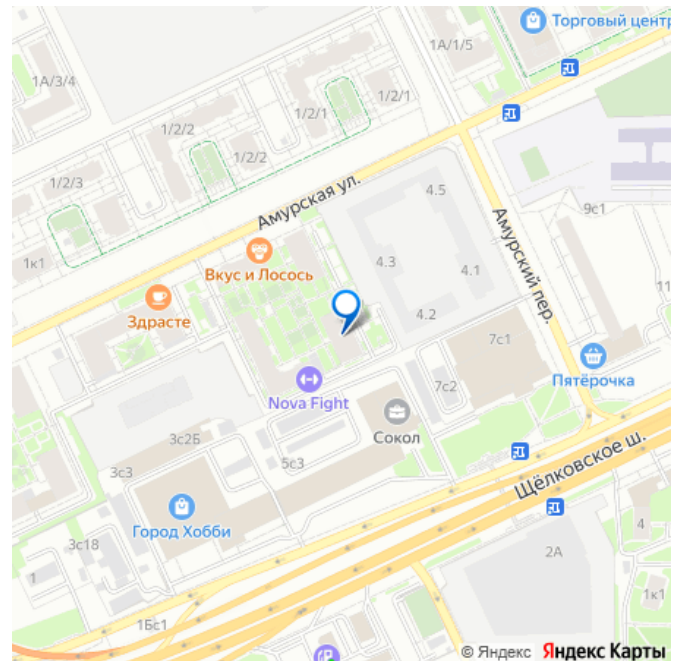 Торговый центр
1А/1/5
1А/3/4
1/2/1
1/2/1
1/2/2
1/2/2
1/2/3
Амурская ул.
4.5
9с1
Амурский пер.
1к1
Вкус и Лосось
4.3
4.1
11
Здрасте
4.2
7с1
Пятёрочка
7с2
Nova Fight
Сокол
3с2Б
5с3
3с3
Щёлковское ш.
Город Хобби
3с18
2А
4
1
1к1
1Бс1
© Яндекс Яндекс Карты